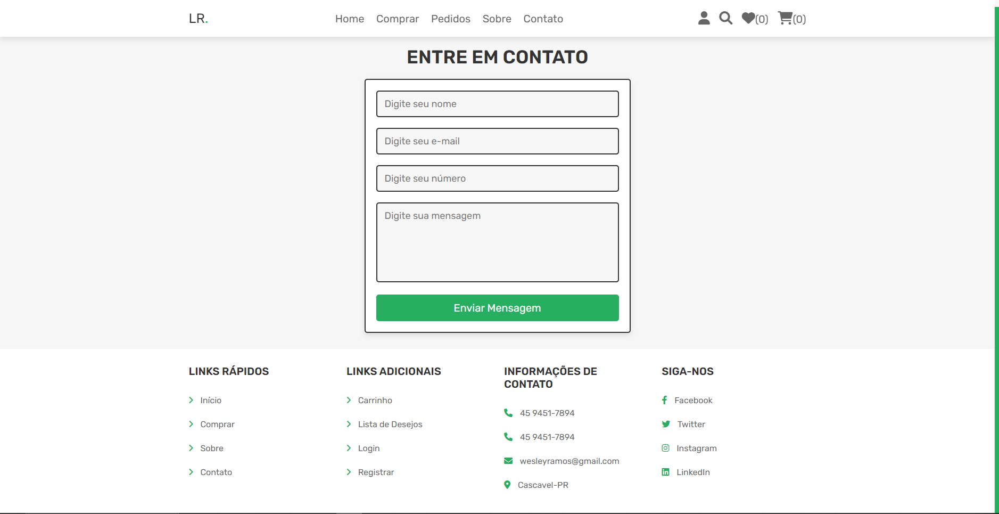 LR.
Home Comprar Pedidos Sobre Contato
(0) (0)
ENTRE EM CONTATO
Digite seu nome
Digite seu e-mail
Digite seu número
Digite sua mensagem
Enviar Mensagem
LINKS RÁPIDOS
Início
Comprar
Sobre
Contato
LINKS ADICIONAIS
Carrinho
Lista de Desejos
Login
Registrar
INFORMAÇÕES DE
CONTATO
45 9451-7894
45 9451-7894
wesleyramos@gmail.com
Cascavel-PR
SIGA-NOS
Facebook
Twitter
Instagram
LinkedIn